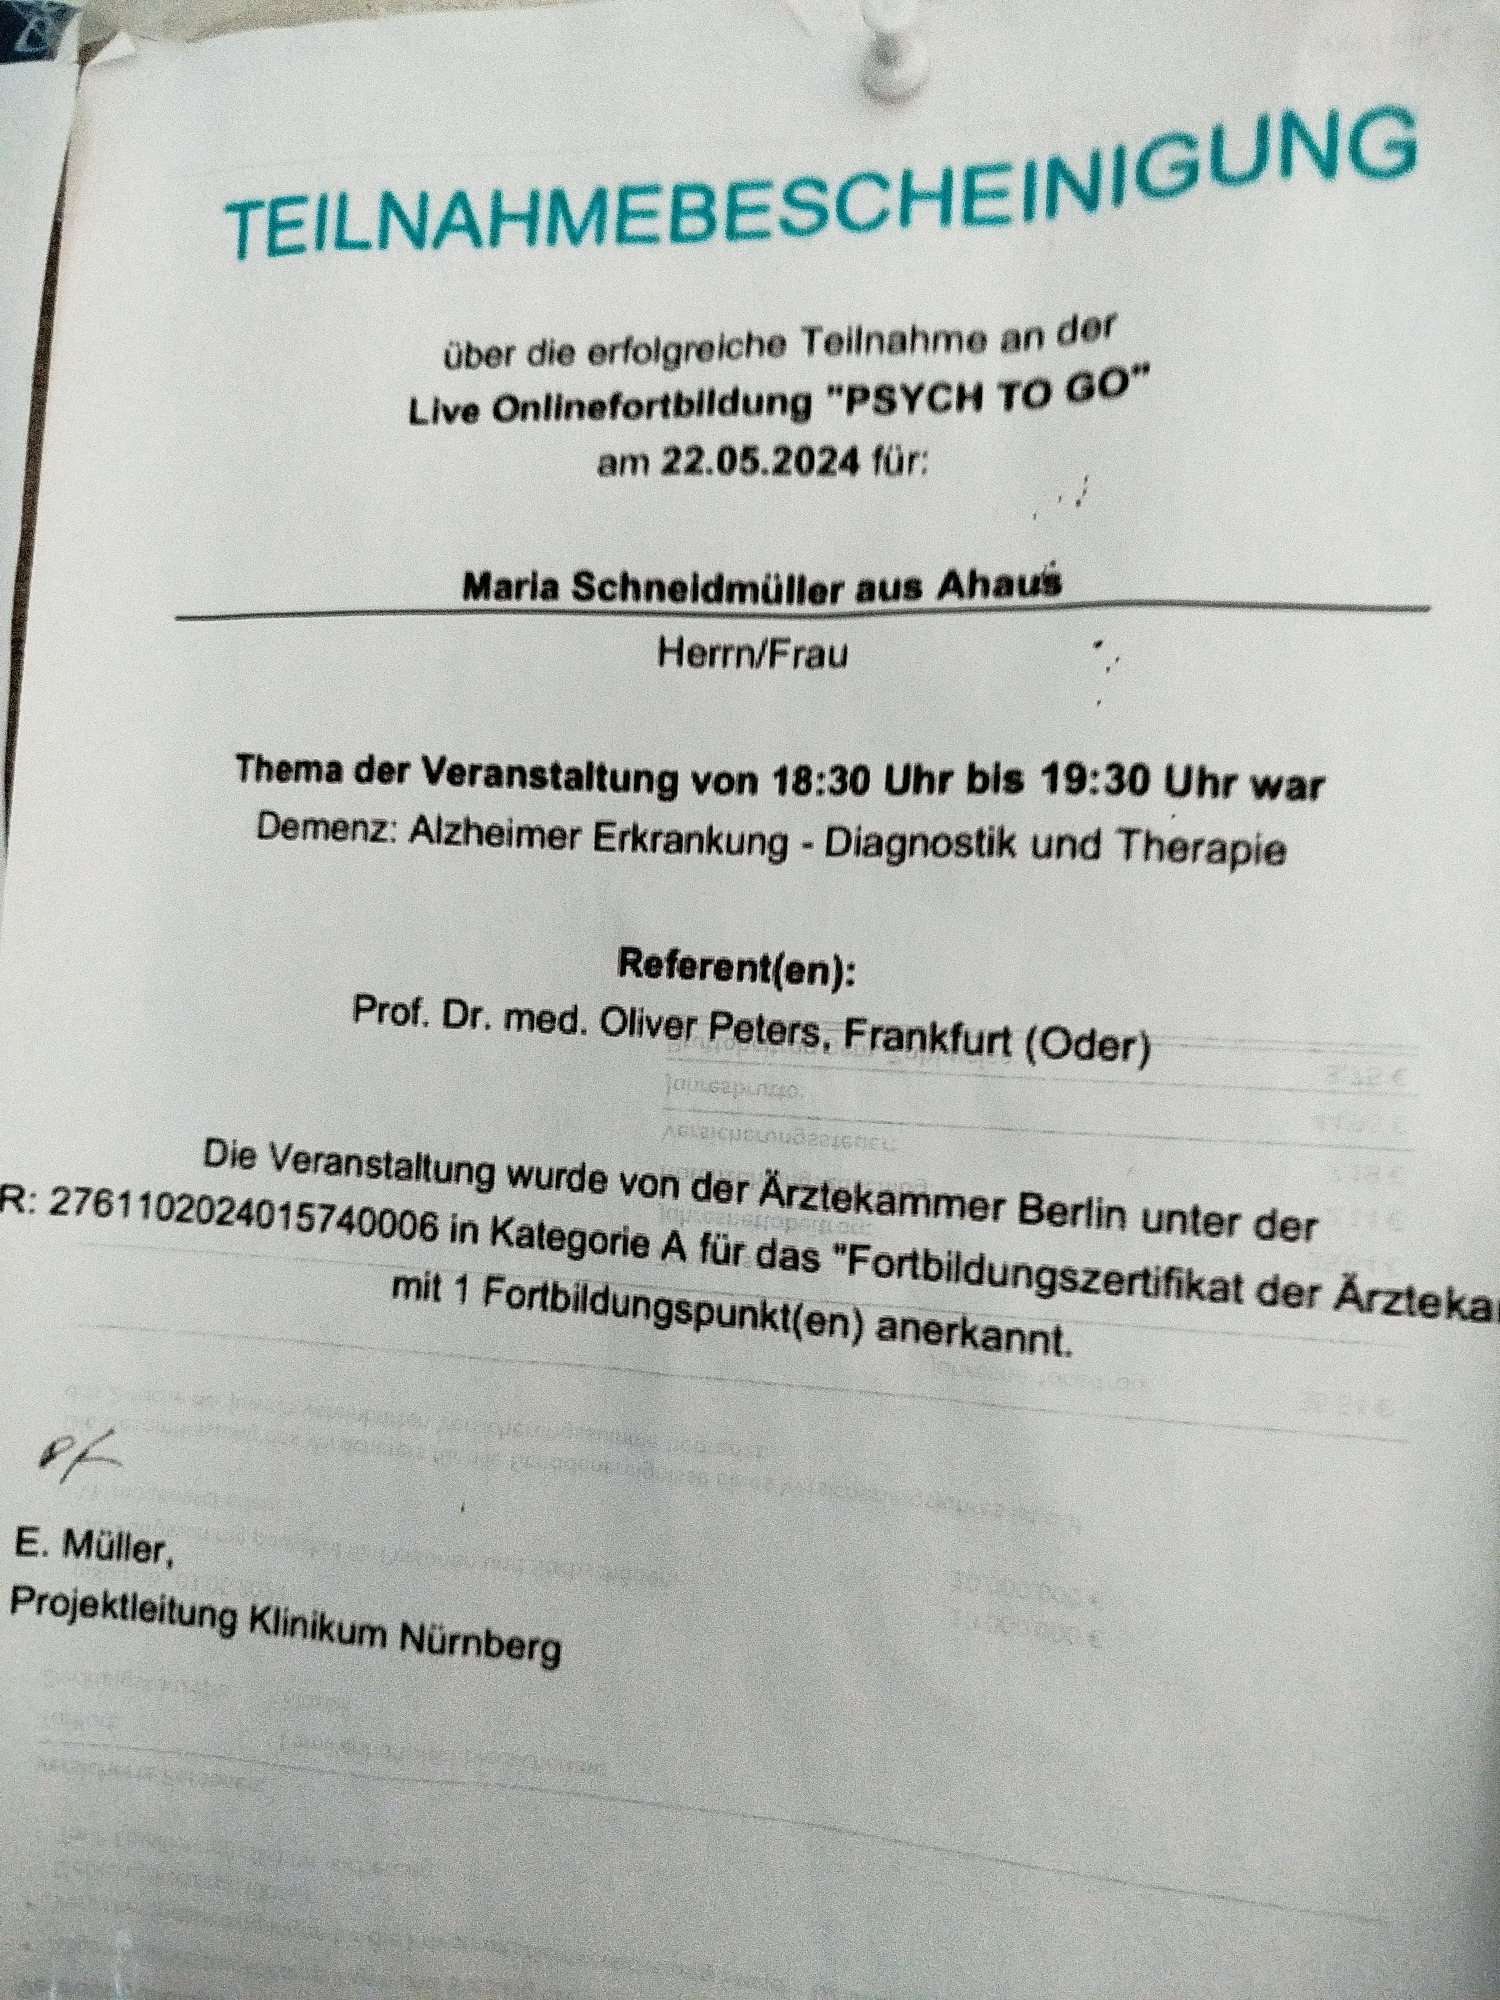 TEILNAHMEBESCHEINIGUNG
über die erfolgreiche Teilnahme an der
Live Onlinefortbildung "PSYCH TO GO"
am 22.05.2024 für:
Maria Schneidmüller aus Ahaus
Herrn/Frau
Thema der Veranstaltung von 18:30 Uhr bis 19:30 Uhr war
Demenz: Alzheimer Erkrankung - Diagnostik und Therapie
Referent(en):
Prof. Dr. med. Oliver Peters, Frankfurt (Oder)
Die Veranstaltung wurde von der Ärztekammer Berlin unter der
R: 2761102024015740006 in Kategorie A für das "Fortbildungszertifikat der Ärzteka
mit 1 Fortbildungspunkt(en) anerkannt.
E. Müller,
Projektleitung Klinikum Nürnberg